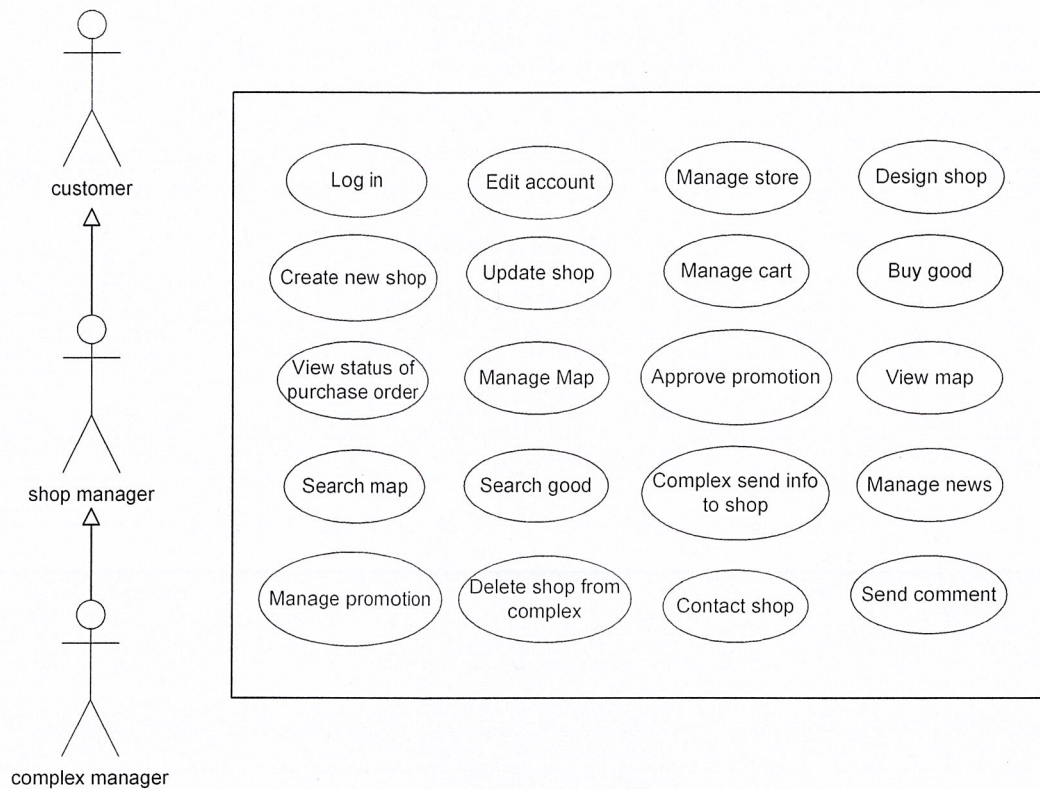 customer
Log in
Edit account
Manage store
Design shop
Create new shop
Update shop
Manage cart
Buy good
View status of
purchase order
Manage Map
Approve promotion
View map
shop manager
Search map
Search good
Complex send info
to shop
Manage news
Manage promotion
Delete shop from
complex
Contact shop
Send comment
complex manager